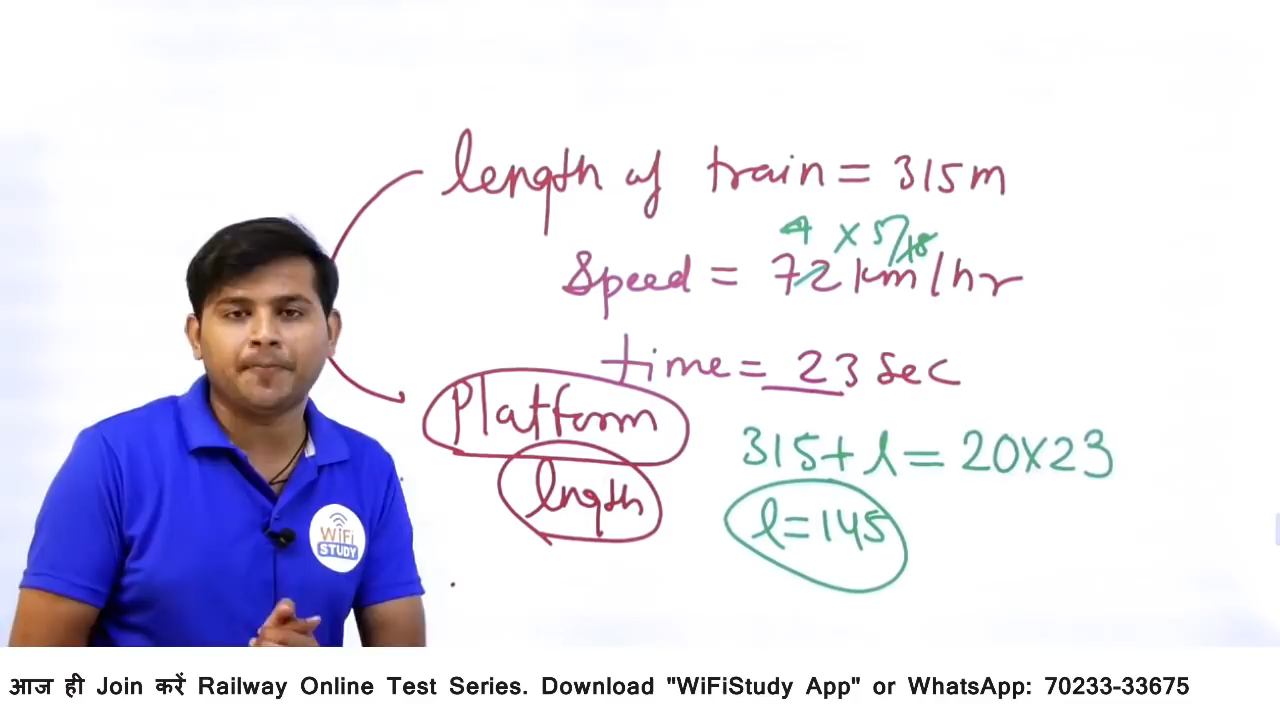 length of train = 315m
4 × 5/18
Speed = 72 km/hr
time = 23 Sec
Platform
lngth
315 + l = 20×23
l = 145
WiFi
STUDY
आज ही Join करें Railway Online Test Series. Download "WiFiStudy App" or WhatsApp: 70233-33675